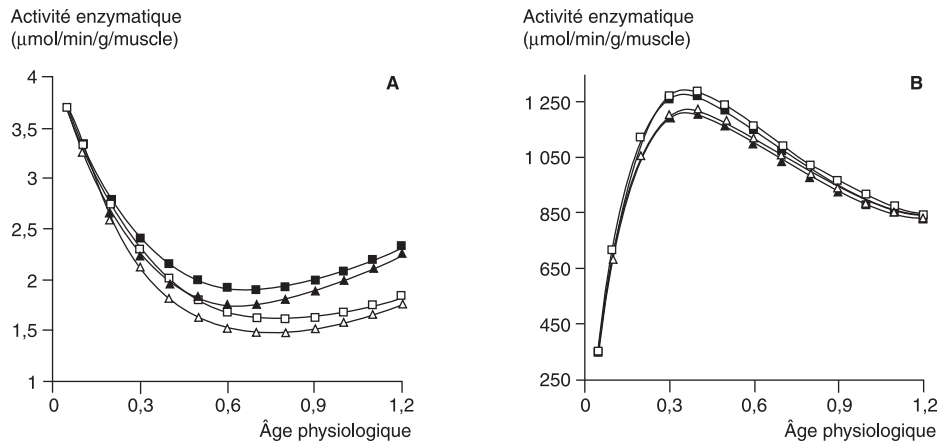 Activité enzymatique
(μmol/min/g/muscle)
A
4
3,5
3
2,5
2
1,5
1
0
0,3
0,6
0,9
1,2
Âge physiologique
Activité enzymatique
(μmol/min/g/muscle)
B
1 250
1 050
850
650
450
250
0
0,3
0,6
0,9
1.2
Âge physiologique